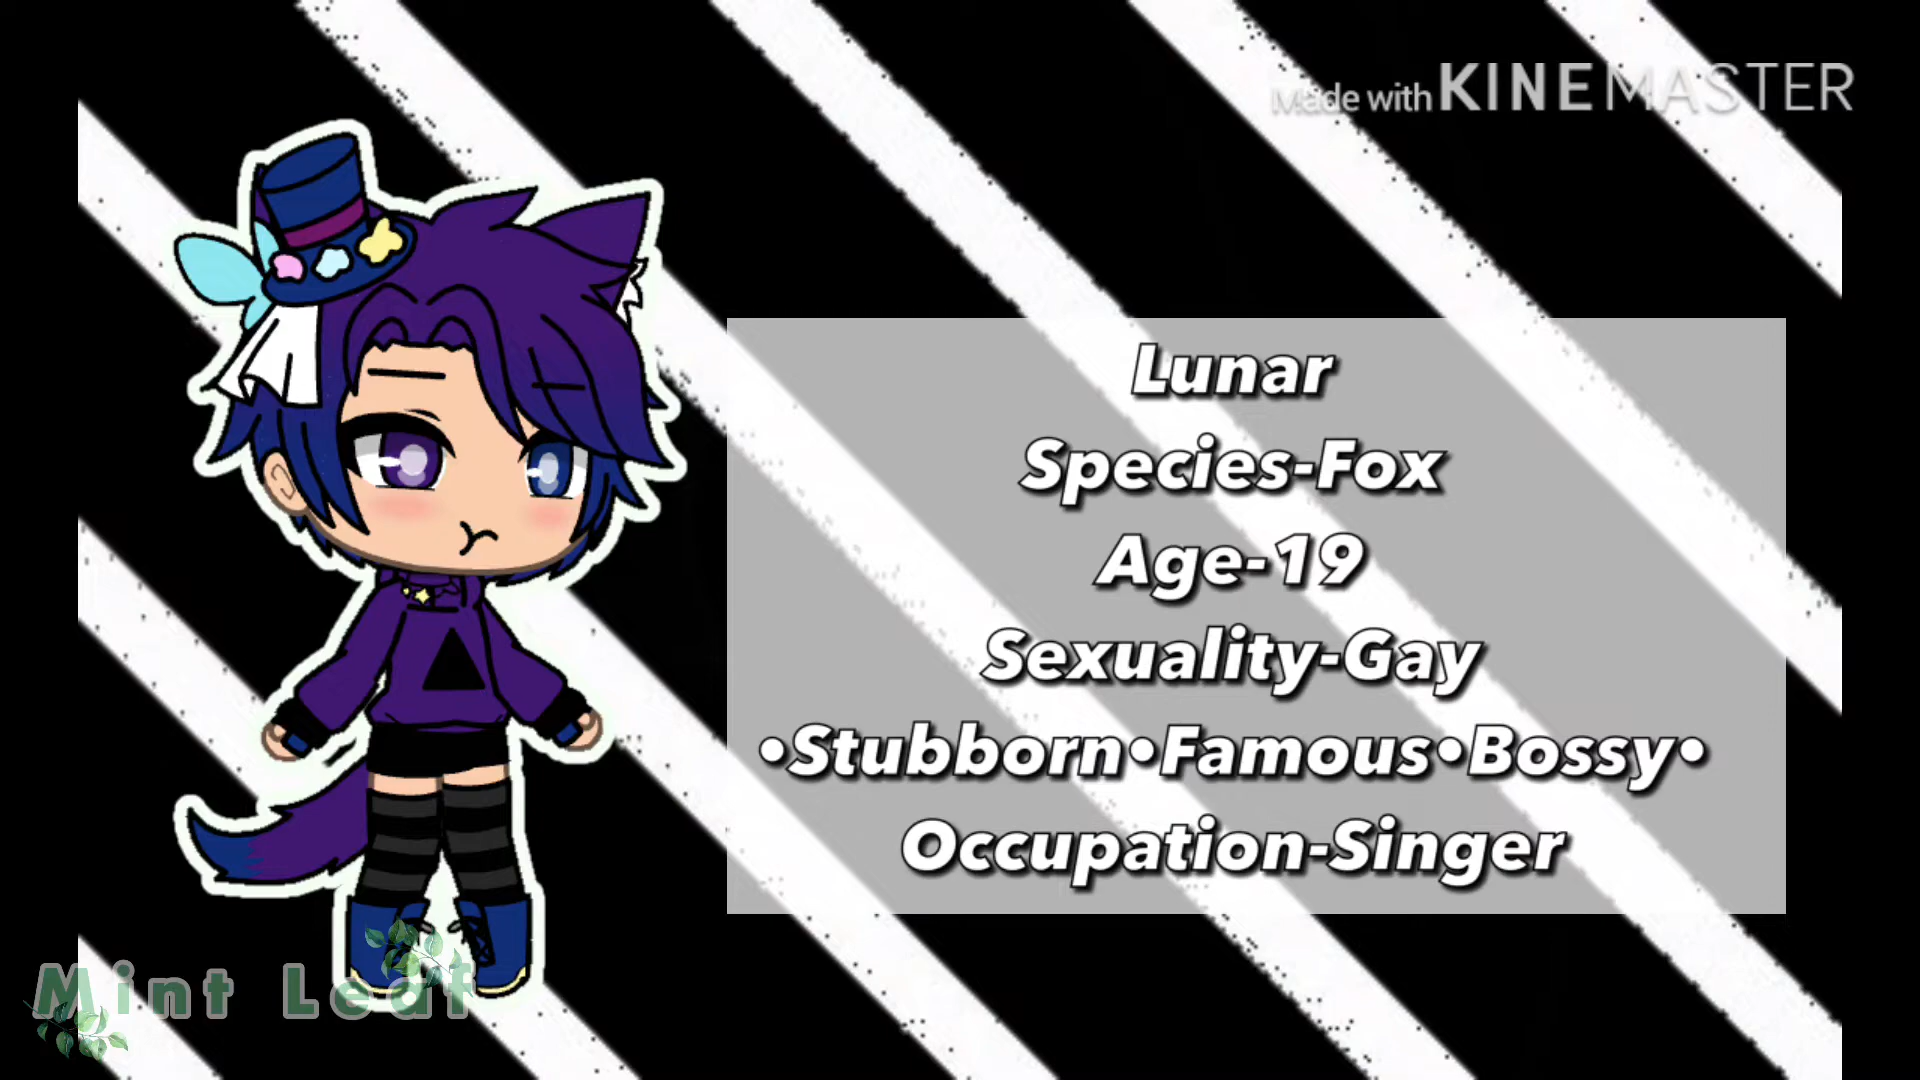 Made with KINEMASTER
Lunar
Species-Fox
Age-19
Sexuality-Gay
•Stubborn•Famous•Bossy•
Occupation-Singer
Mint Leaf